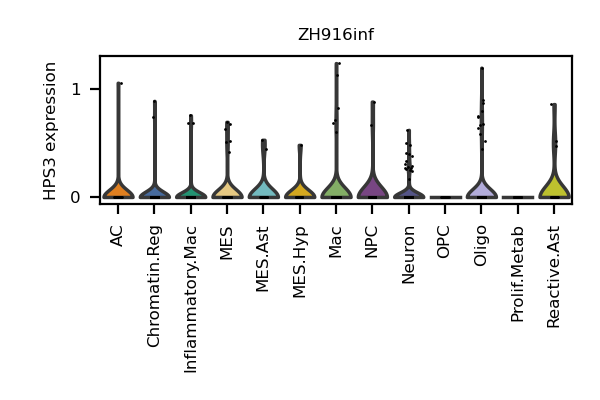 ZH916inf
HPS3 expression
1
0
AC
Chromatin.Reg
Inflammatory.Mac
MES
MES.Ast
MES.Hyp
Mac
NPC
Neuron
OPC
Oligo
Prolif.Metab
Reactive.Ast